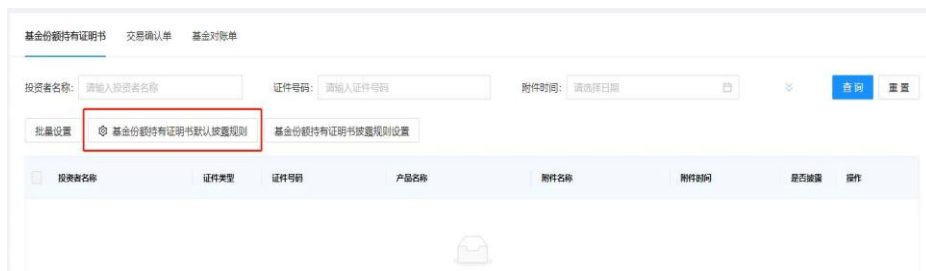 基金份额持有证明书 交易确认单 基金对账单
投资者名称: 请输入投资者名称 证件号码: 请输入证件号码 附件时间: 请选择日期 查询 重置
批量设置 基金份额持有证明书默认披露规则 基金份额持有证明书披露规则设置
投资者名称 证件类型 证件号码 产品名称 附件名称 附件时间 是否披露 操作